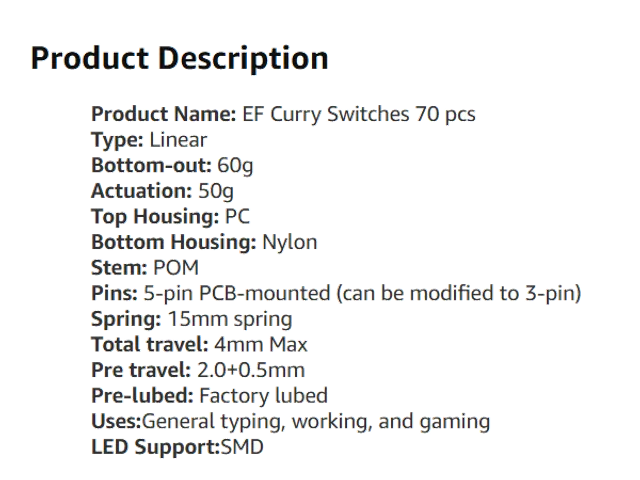 Product Description
Product Name: EF Curry Switches 70 pcs
Type: Linear
Bottom-out: 60g
Actuation: 50g
Top Housing: PC
Bottom Housing: Nylon
Stem: POM
Pins: 5-pin PCB-mounted (can be modified to 3-pin)
Spring: 15mm spring
Total travel: 4mm Max
Pre travel: 2.0+0.5mm
Pre-lubed: Factory lubed
Uses:General typing, working, and gaming
LED Support:SMD